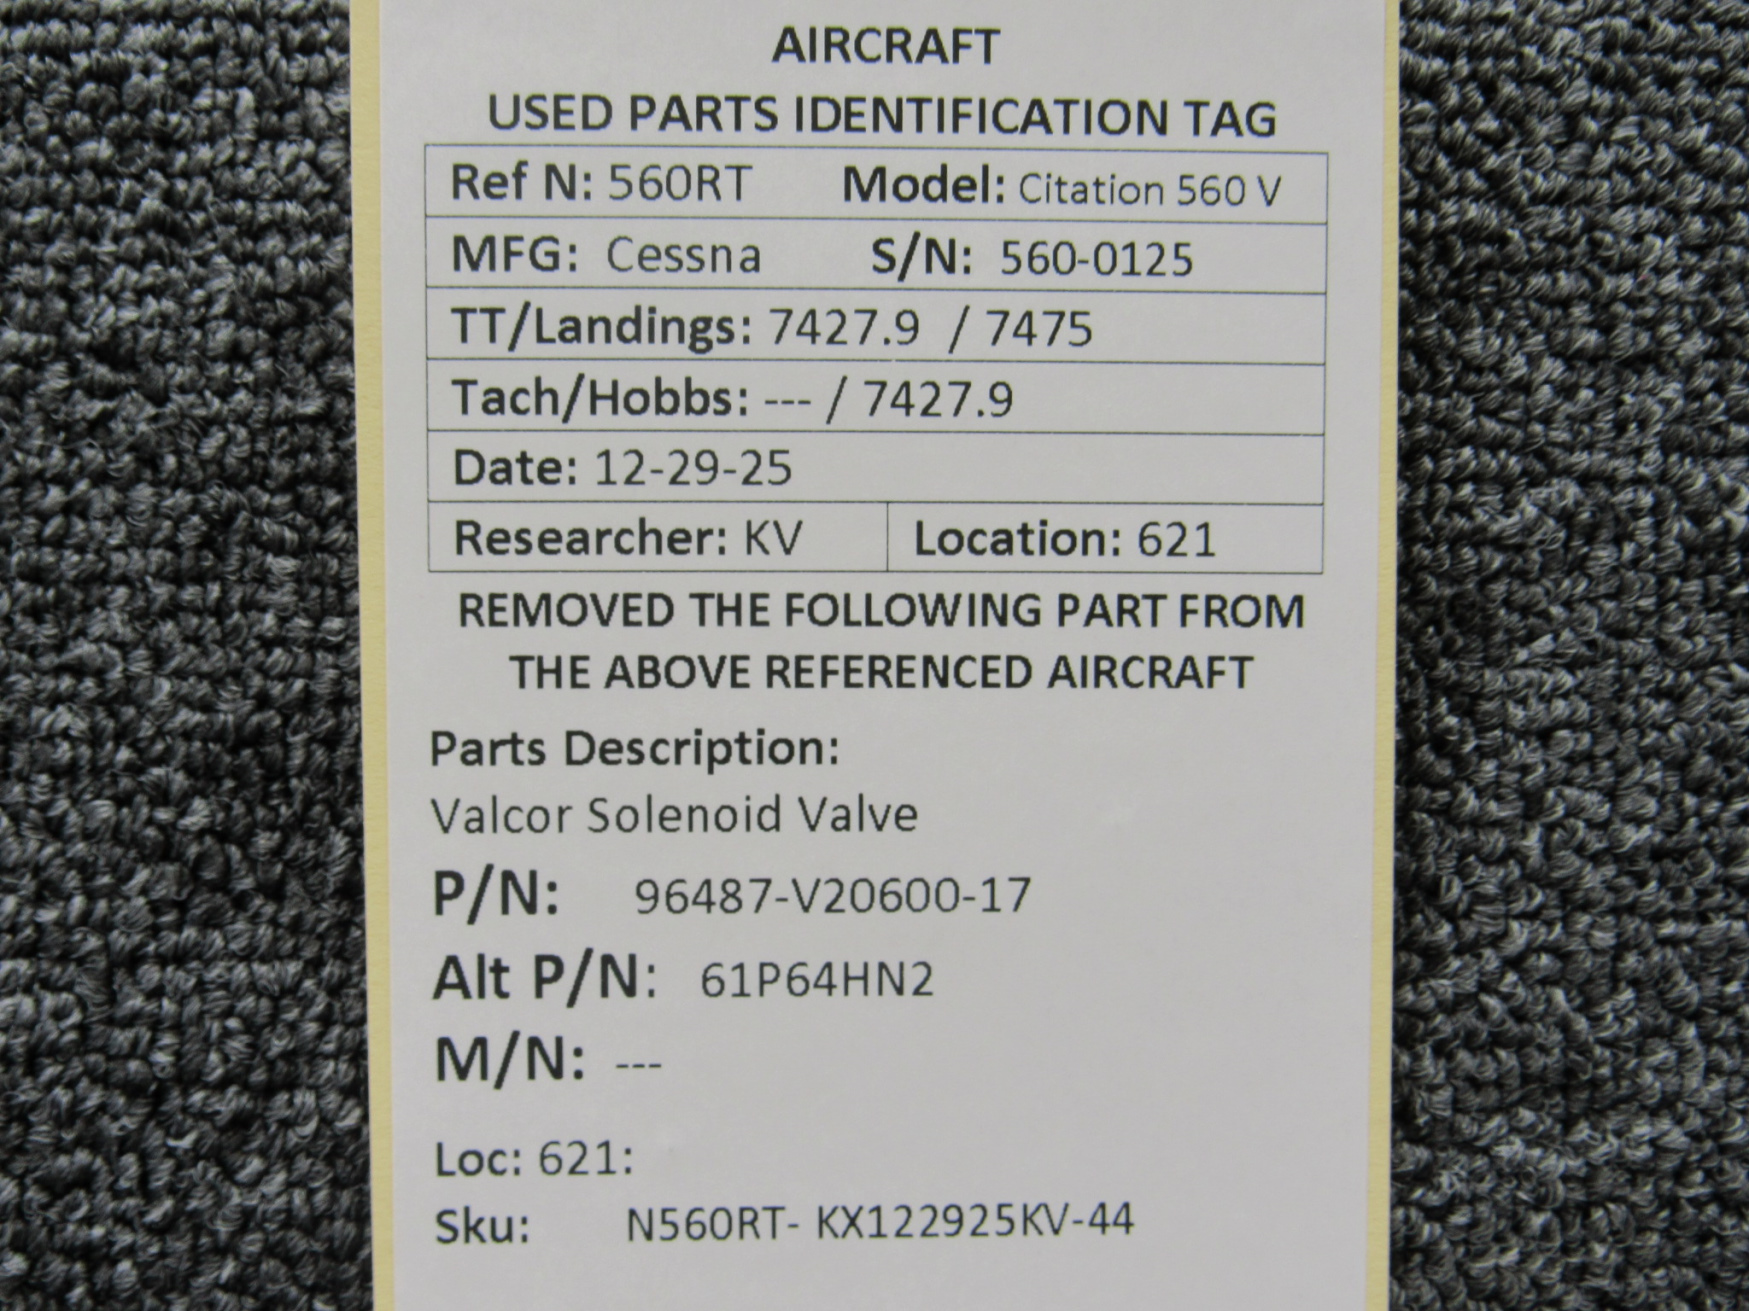 AIRCRAFT
USED PARTS IDENTIFICATION TAG
Ref N: 560RT Model: Citation 560 V
MFG: Cessna S/N: 560-0125
TT/Landings: 7427.9 / 7475
Tach/Hobbs: --- / 7427.9
Date: 12-29-25
Researcher: KV Location: 621
REMOVED THE FOLLOWING PART FROM
THE ABOVE REFERENCED AIRCRAFT
Parts Description:
Valcor Solenoid Valve
P/N: 96487-V20600-17
Alt P/N: 61P64HN2
M/N: ---
Loc: 621:
Sku: N560RT- KX122925KV-44